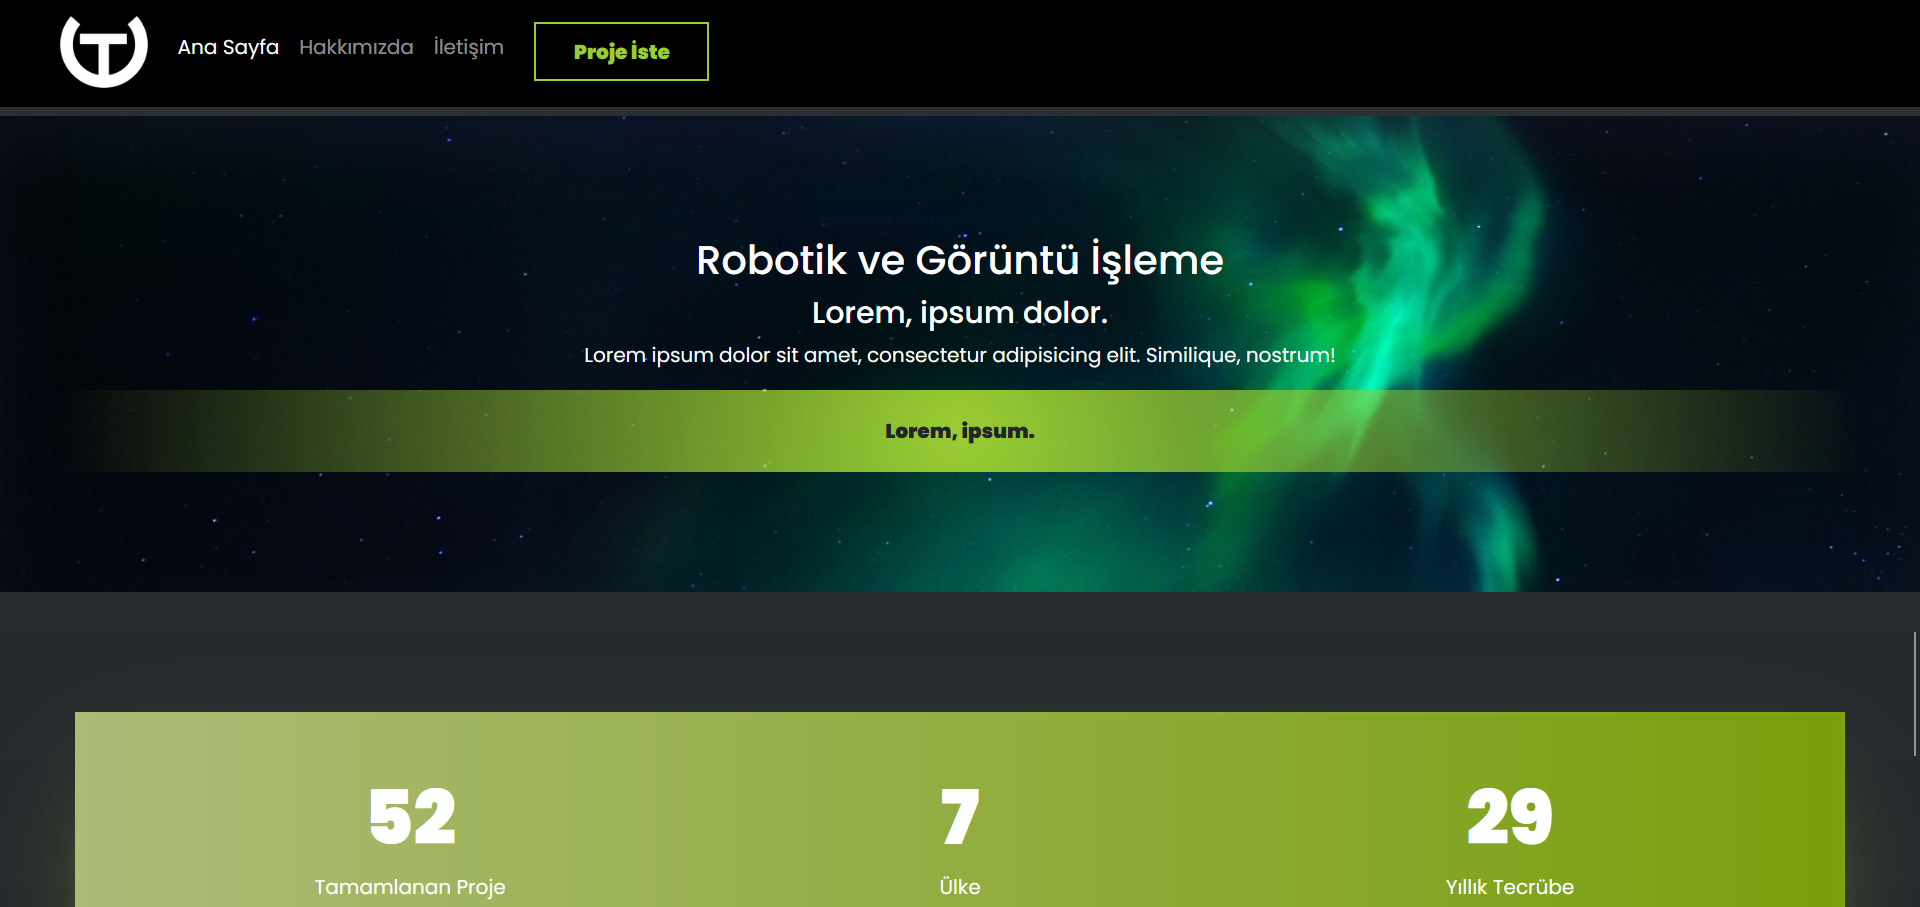 T
Ana Sayfa Hakkımızda İletişim Proje İste
Robotik ve Görüntü İşleme
Lorem, ipsum dolor.
Lorem ipsum dolor sit amet, consectetur adipisicing elit. Similique, nostrum!
Lorem, ipsum.
52 7 29
Tamamlanan Proje Ülke Yıllık Tecrübe